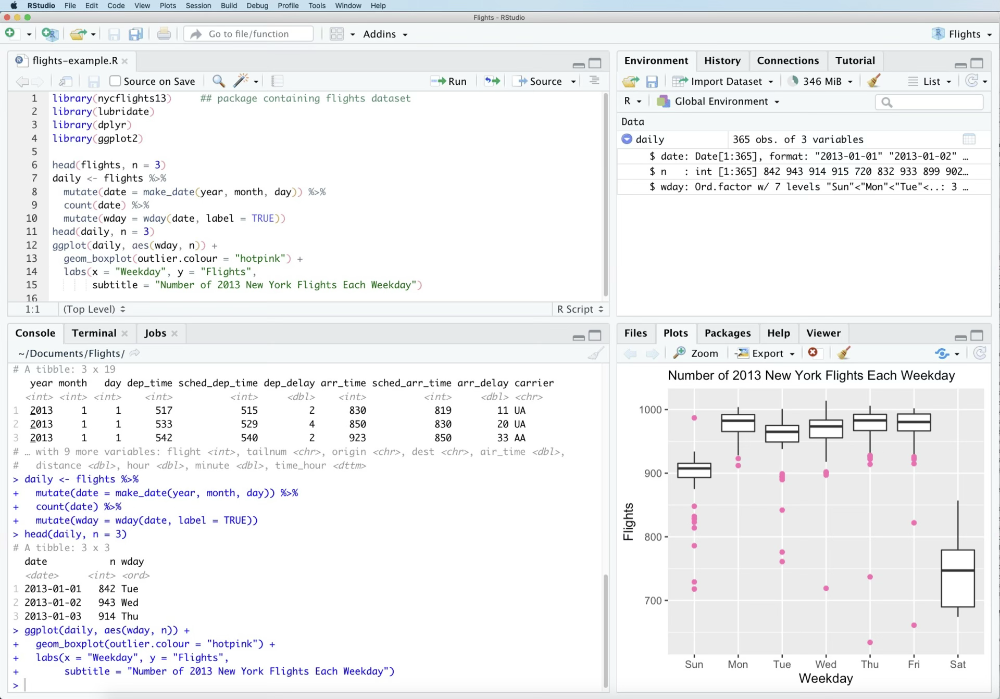 RStudio File Edit Code View Plots Session Build Debug Profile Tools Window Help
Flights - RStudio
Go to file/function
Addins
Flights
flights-example.R
Source on Save
Run
Source
1 library(nycflights13)     ## package containing flights dataset
2 library(lubridate)
3 library(dplyr)
4 library(ggplot2)
5
6 head(flights, n = 3)
7 daily <- flights %>%
8   mutate(date = make_date(year, month, day)) %>%
9   count(date) %>%
10   mutate(wday = wday(date, label = TRUE))
11 head(daily, n = 3)
12 ggplot(daily, aes(wday, n)) +
13   geom_boxplot(outlier.colour = "hotpink") +
14   labs(x = "Weekday", y = "Flights",
15        subtitle = "Number of 2013 New York Flights Each Weekday")
16
1:1 (Top Level) R Script
Environment History Connections Tutorial
Import Dataset 346 MiB List
R Global Environment
Data
daily 365 obs. of 3 variables
$ date: Date[1:365], format: "2013-01-01" "2013-01-02" …
$ n   : int [1:365] 842 943 914 915 720 832 933 899 902…
$ wday: Ord.factor w/ 7 levels "Sun"<"Mon"<"Tue"<..: 3 …
Console Terminal Jobs
~/Documents/Flights/
# A tibble: 3 x 19
year month   day dep_time sched_dep_time dep_delay arr_time sched_arr_time arr_delay carrier
<int> <int> <int>    <int>          <int>     <dbl>    <int>          <int>     <dbl> <chr>
1  2013     1     1      517            515         2      830            819        11 UA
2  2013     1     1      533            529         4      850            830        20 UA
3  2013     1     1      542            540         2      923            850        33 AA
# … with 9 more variables: flight <int>, tailnum <chr>, origin <chr>, dest <chr>, air_time <dbl>,
#   distance <dbl>, hour <dbl>, minute <dbl>, time_hour <dttm>
> daily <- flights %>%
+   mutate(date = make_date(year, month, day)) %>%
+   count(date) %>%
+   mutate(wday = wday(date, label = TRUE))
> head(daily, n = 3)
# A tibble: 3 x 3
date           n wday
<date>     <int> <ord>
1 2013-01-01   842 Tue
2 2013-01-02   943 Wed
3 2013-01-03   914 Thu
> ggplot(daily, aes(wday, n)) +
+   geom_boxplot(outlier.colour = "hotpink") +
+   labs(x = "Weekday", y = "Flights",
+        subtitle = "Number of 2013 New York Flights Each Weekday")
>
Files Plots Packages Help Viewer
Zoom Export
Number of 2013 New York Flights Each Weekday
1000
900
800
700
Flights
Sun Mon Tue Wed Thu Fri Sat
Weekday